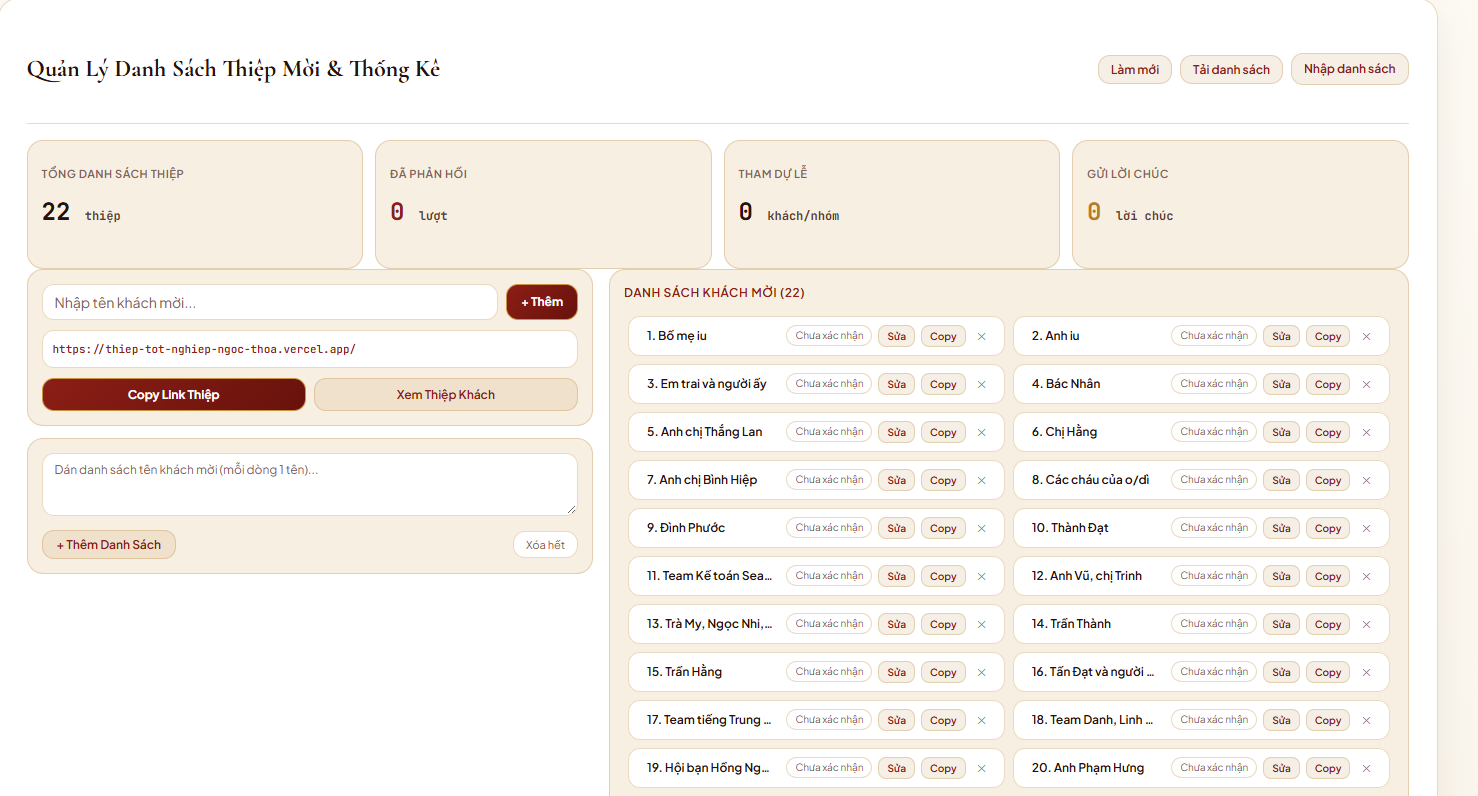 Quản Lý Danh Sách Thiệp Mời & Thống Kê
Làm mới
Tải danh sách
Nhập danh sách
TỔNG DANH SÁCH THIỆP
22 thiệp
ĐÃ PHẢN HỒI
0 lượt
THAM DỰ LỄ
0 khách/nhóm
GỬI LỜI CHÚC
0 lời chúc
Nhập tên khách mời...
+ Thêm
https://thiep-tot-nghiep-ngoc-thoa.vercel.app/
Copy Link Thiệp
Xem Thiệp Khách
Dán danh sách tên khách mời (mỗi dòng 1 tên)...
+ Thêm Danh Sách
Xóa hết
DANH SÁCH KHÁCH MỜI (22)
1. Bố mẹ iu Chưa xác nhận Sửa Copy ×
2. Anh iu Chưa xác nhận Sửa Copy ×
3. Em trai và người ấy Chưa xác nhận Sửa Copy ×
4. Bác Nhân Chưa xác nhận Sửa Copy ×
5. Anh chị Thắng Lan Chưa xác nhận Sửa Copy ×
6. Chị Hằng Chưa xác nhận Sửa Copy ×
7. Anh chị Bình Hiệp Chưa xác nhận Sửa Copy ×
8. Các cháu của o/dì Chưa xác nhận Sửa Copy ×
9. Đình Phước Chưa xác nhận Sửa Copy ×
10. Thành Đạt Chưa xác nhận Sửa Copy ×
11. Team Kế toán Sea... Chưa xác nhận Sửa Copy ×
12. Anh Vũ, chị Trinh Chưa xác nhận Sửa Copy ×
13. Trà My, Ngọc Nhi,... Chưa xác nhận Sửa Copy ×
14. Trần Thành Chưa xác nhận Sửa Copy ×
15. Trần Hằng Chưa xác nhận Sửa Copy ×
16. Tấn Đạt và người ... Chưa xác nhận Sửa Copy ×
17. Team tiếng Trung ... Chưa xác nhận Sửa Copy ×
18. Team Danh, Linh ... Chưa xác nhận Sửa Copy ×
19. Hội bạn Hồng Ng... Chưa xác nhận Sửa Copy ×
20. Anh Phạm Hưng Chưa xác nhận Sửa Copy ×